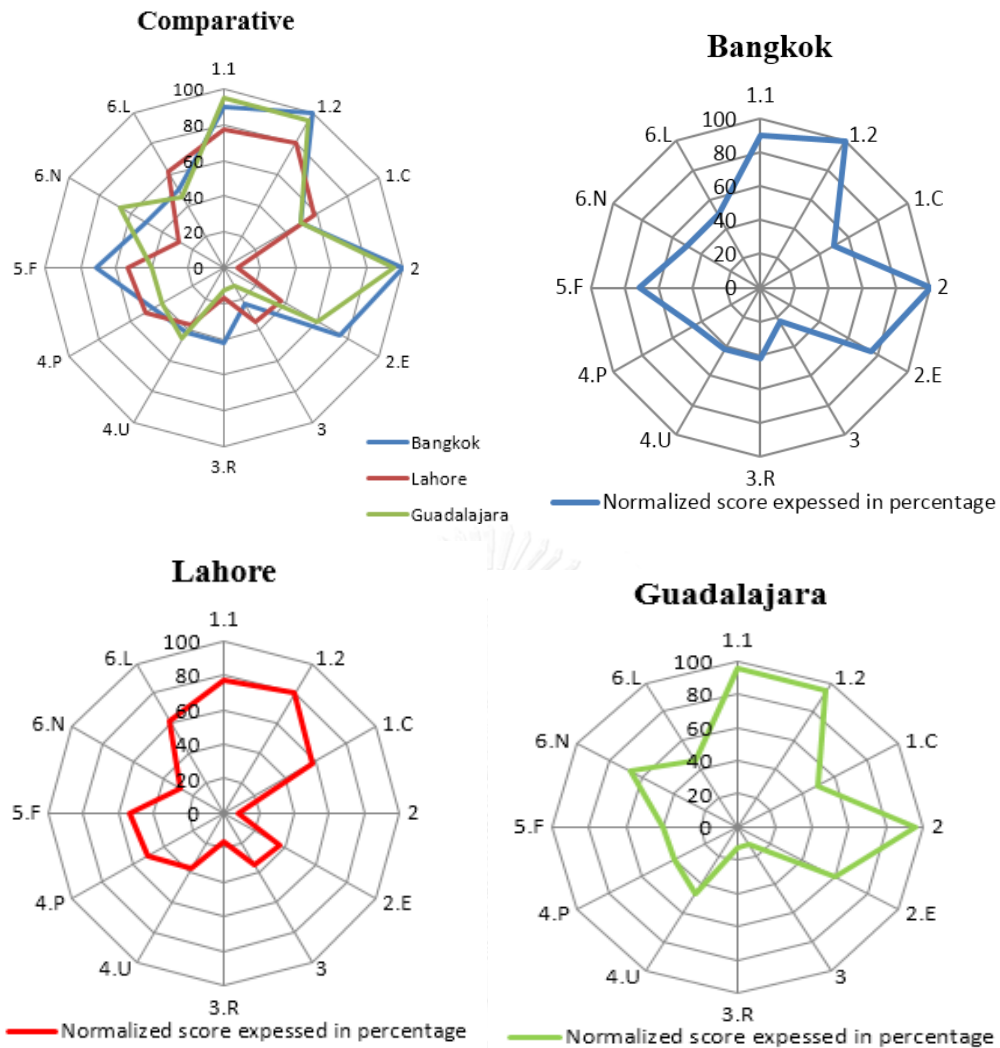 Comparative
1.1
1.2
1.C
2
2.E
3
3.R
4.U
4.P
5.F
6.N
6.L
100
80
60
40
20
0
Bangkok
Lahore
Guadalajara
Bangkok
1.1
1.2
1.C
2
2.E
3
3.R
4.U
4.P
5.F
6.N
6.L
100
80
60
40
20
0
Normalized score expessed in percentage
Lahore
1.1
1.2
1.C
2
2.E
3
3.R
4.U
4.P
5.F
6.N
6.L
100
80
60
40
20
0
Normalized score expessed in percentage
Guadalajara
1.1
1.2
1.C
2
2.E
3
3.R
4.U
4.P
5.F
6.N
6.L
100
80
60
40
20
0
Normalized score expessed in percentage